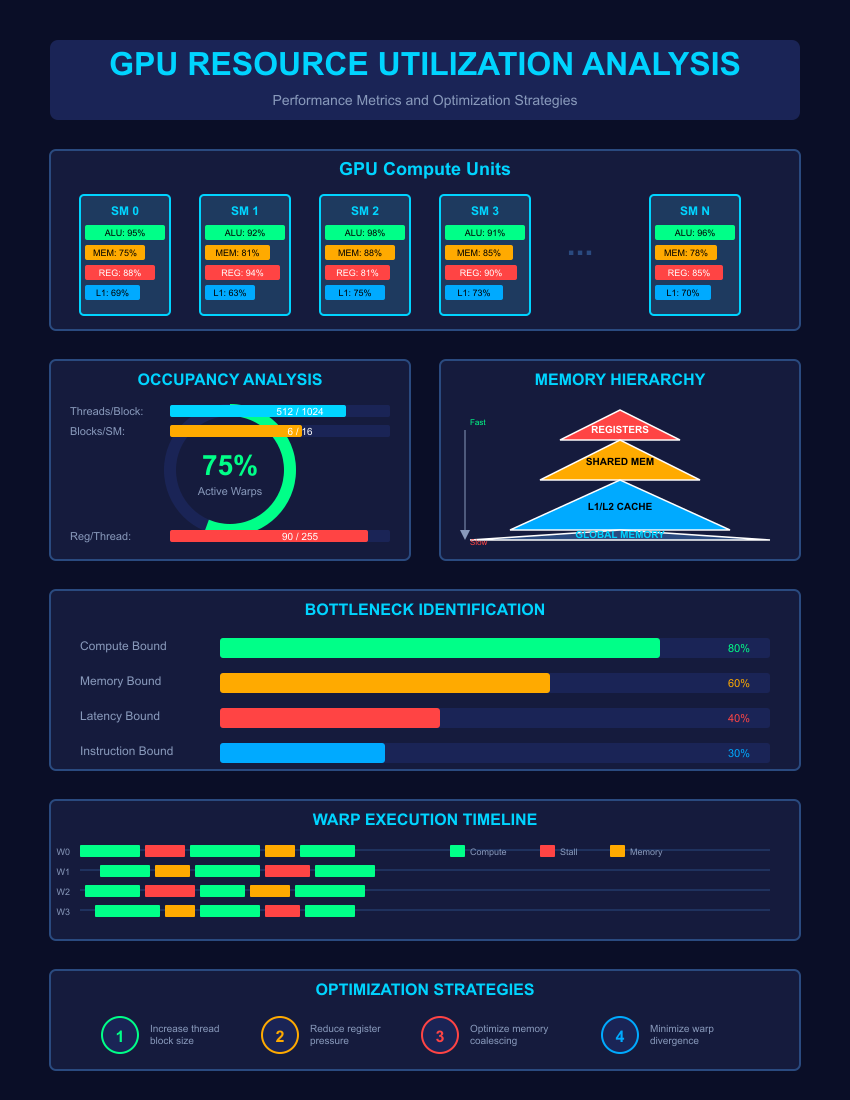 GPU RESOURCE UTILIZATION ANALYSIS
Performance Metrics and Optimization Strategies
GPU Compute Units
SM 0
ALU: 95%
MEM: 75%
REG: 88%
L1: 69%
SM 1
ALU: 92%
MEM: 81%
REG: 94%
L1: 63%
SM 2
ALU: 98%
MEM: 88%
REG: 81%
L1: 75%
SM 3
ALU: 91%
MEM: 85%
REG: 90%
L1: 73%
...
SM N
ALU: 96%
MEM: 78%
REG: 85%
L1: 70%
OCCUPANCY ANALYSIS
Threads/Block: 512 / 1024
Blocks/SM: 6 / 16
75%
Active Warps
Reg/Thread: 90 / 255
MEMORY HIERARCHY
Fast
REGISTERS
SHARED MEM
L1/L2 CACHE
GLOBAL MEMORY
Slow
BOTTLENECK IDENTIFICATION
Compute Bound 80%
Memory Bound 60%
Latency Bound 40%
Instruction Bound 30%
WARP EXECUTION TIMELINE
W0
Compute Stall Memory
W1
W2
W3
OPTIMIZATION STRATEGIES
1
Increase thread
block size
2
Reduce register
pressure
3
Optimize memory
coalescing
4
Minimize warp
divergence